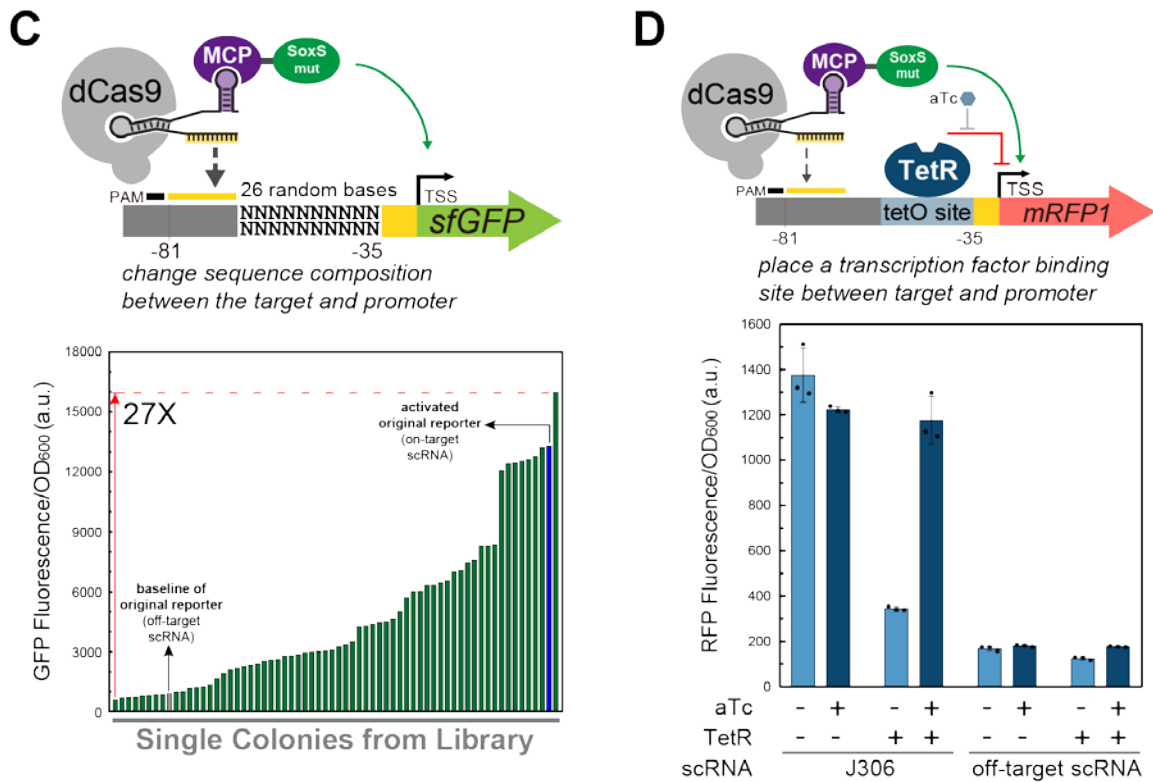 C
MCP
SoxS
mut
dCas9
PAM
26 random bases
TSS
NNNNNNNNNNN
NNNNNNNNNNN
sfGFP
-81
-35
change sequence composition
between the target and promoter
GFP Fluorescence/OD600 (a.u.)
18000
15000
12000
9000
6000
3000
0
27X
activated
original reporter
(on-target
scRNA)
baseline of
original reporter
(off-target
scRNA)
Single Colonies from Library
D
MCP
SoxS
mut
dCas9
aTc
TetR
PAM
TSS
tetO site
mRFP1
-81
-35
place a transcription factor binding
site between target and promoter
RFP Fluorescence/OD600 (a.u.)
1600
1400
1200
1000
800
600
400
200
0
aTc - + - + - + - +
TetR - - + + - - + +
scRNA J306 off-target scRNA